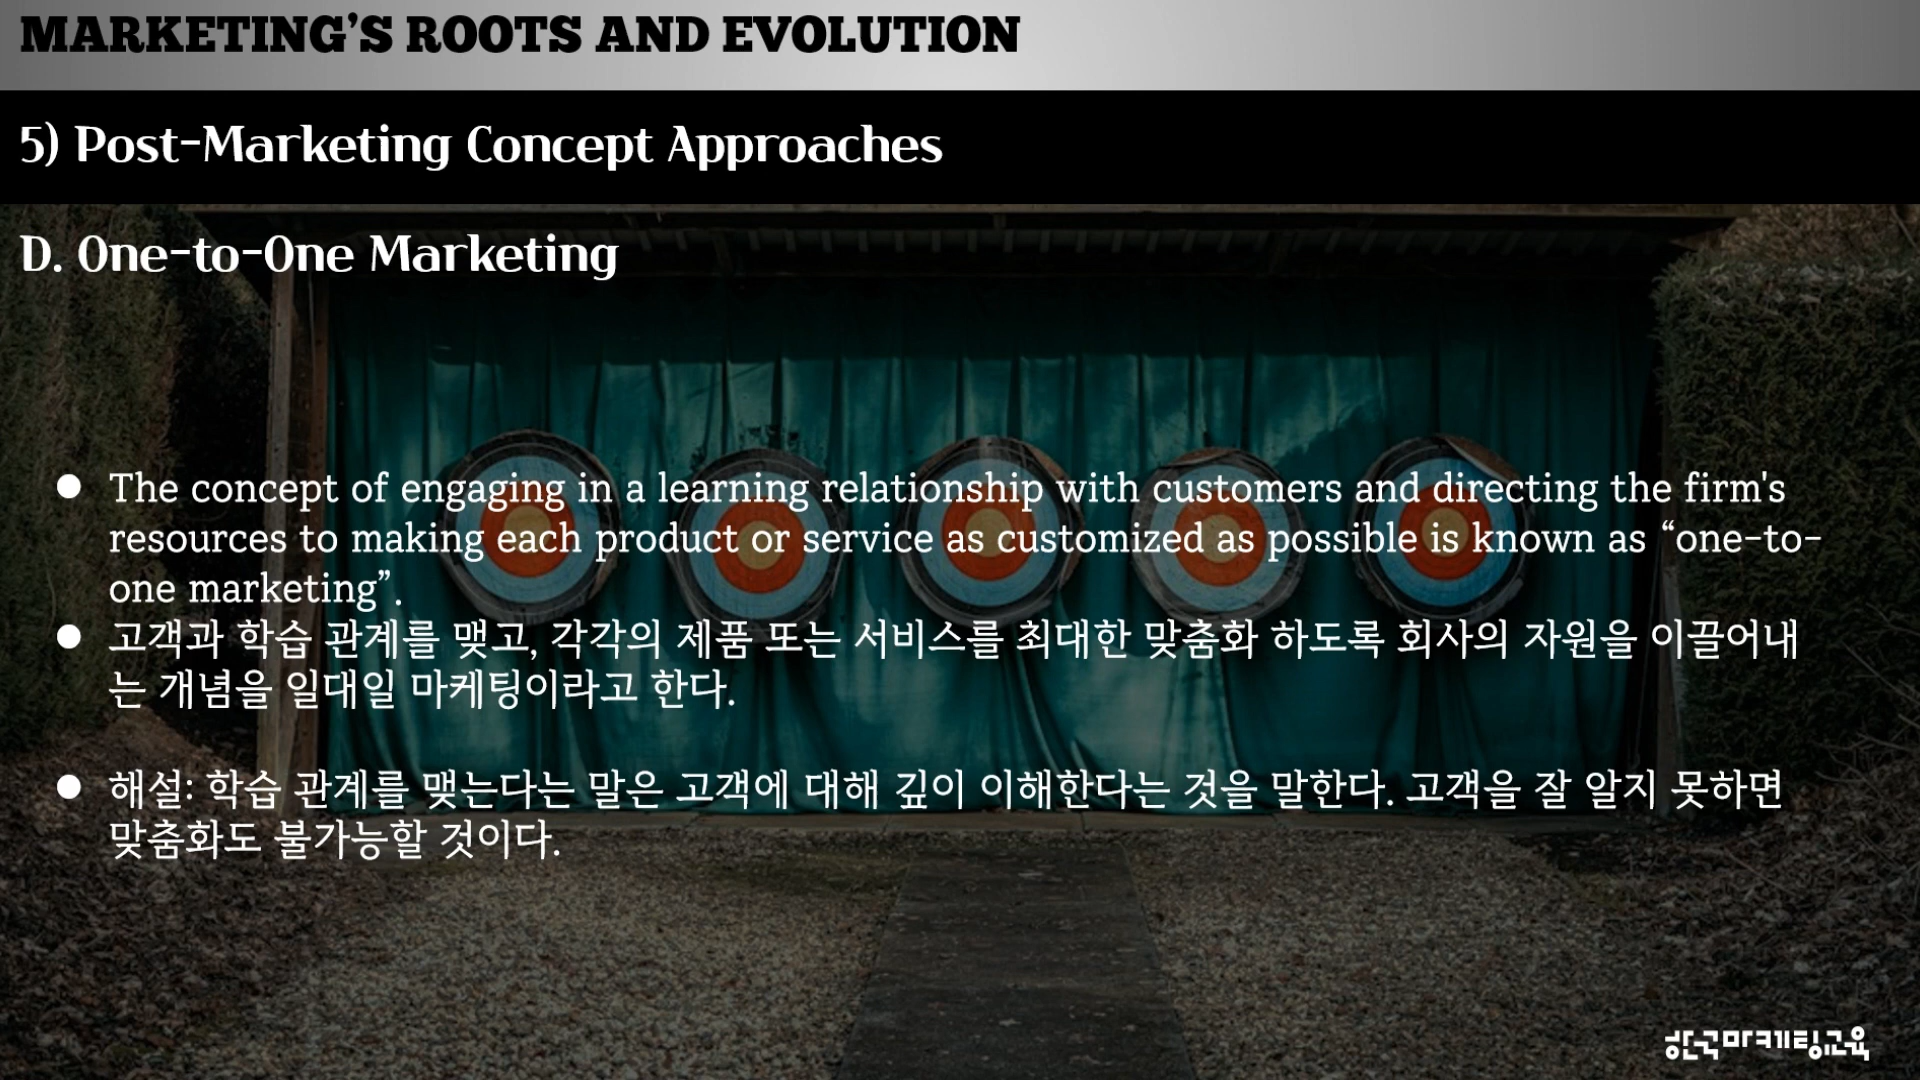 MARKETING’S ROOTS AND EVOLUTION
5) Post-Marketing Concept Approaches
D. One-to-One Marketing
● The concept of engaging in a learning relationship with customers and directing the firm's
resources to making each product or service as customized as possible is known as “one-to-
one marketing”.
● 고객과 학습 관계를 맺고, 각각의 제품 또는 서비스를 최대한 맞춤화 하도록 회사의 자원을 이끌어내
는 개념을 일대일 마케팅이라고 한다.
● 해설: 학습 관계를 맺는다는 말은 고객에 대해 깊이 이해한다는 것을 말한다. 고객을 잘 알지 못하면
맞춤화도 불가능할 것이다.
한국마케팅교육